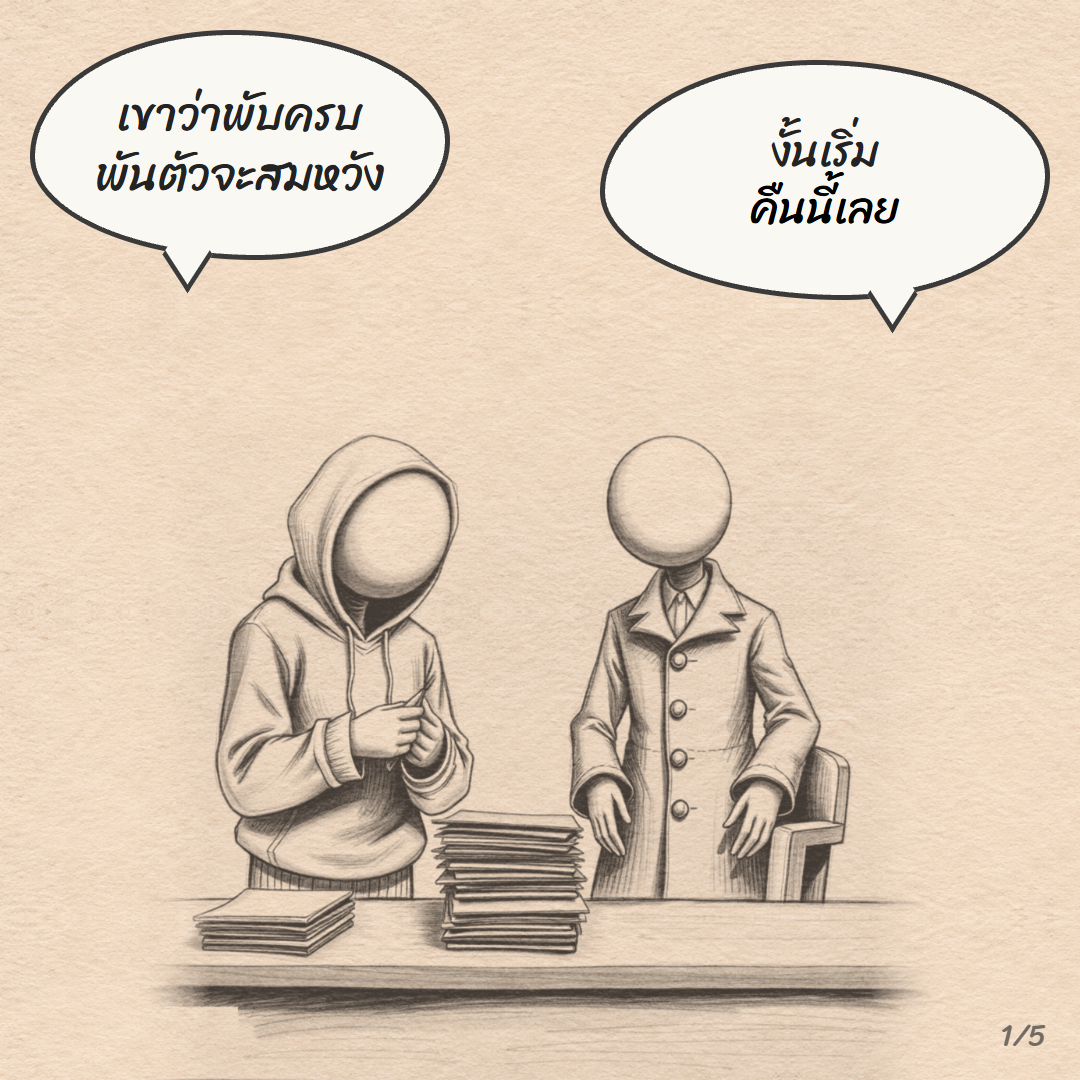 เขาว่าพับครบ
พันตัวจะสมหวัง
งั้นเริ่ม
คืนนี้เลย
1/5